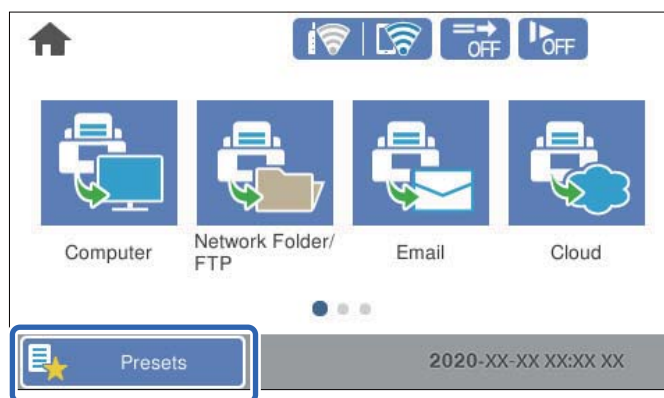 OFF
OFF
Computer
Network Folder/
FTP
Email
Cloud
Presets
2020-XX-XX XX:XX XX